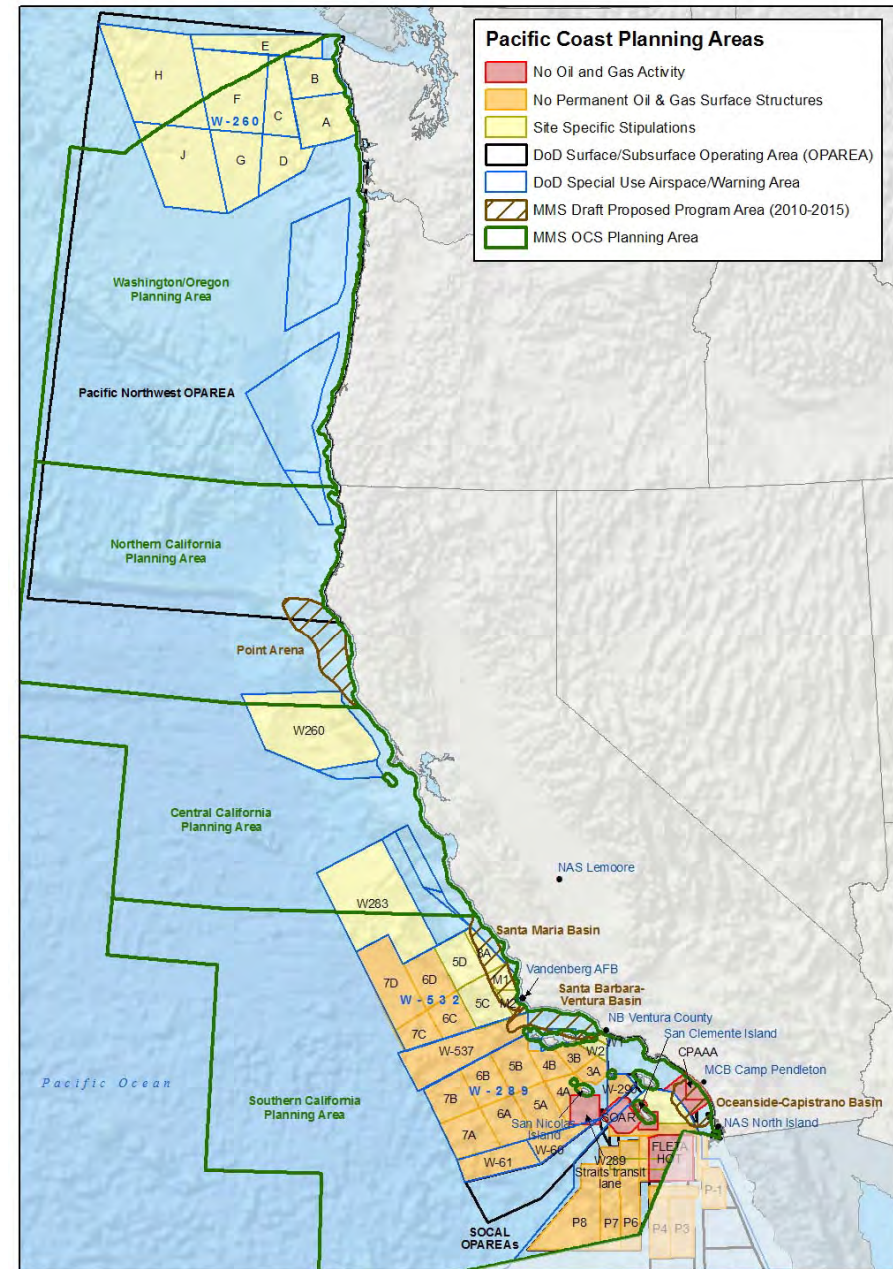 Pacific Coast Planning Areas
No Oil and Gas Activity
No Permanent Oil & Gas Surface Structures
Site Specific Stipulations
DoD Surface/Subsurface Operating Area (OPAREA)
DoD Special Use Airspace/Warning Area
MMS Draft Proposed Program Area (2010-2015)
MMS OCS Planning Area
E
H
B
F
C
W-260
A
J
G
D
Washington/Oregon
Planning Area
Pacific Northwest OPAREA
Northern California
Planning Area
Point Arena
W260
Central California
Planning Area
NAS Lemoore
W283
Santa Maria Basin
5D
3A
Vandenberg AFB
7D
6D
M1
Santa Barbara-
Ventura Basin
W-532
5C
M2
6C
NB Ventura County
7C
San Clemente Island
W-537
W2
CPAAA
3B
5B
4B
MCB Camp Pendleton
6B
3A
W-289
W-290
Pacific Ocean
7B
4A
Oceanside-Capistrano Basin
5A
Southern California
Planning Area
6A
SOAR
San Nicolas
Island
NAS North Island
7A
W-60
FLETA
HOT
W-61
W289
Straits transit
lane
P-1
P8
P7
P6
P4
P3
SOCAL
OPAREAs